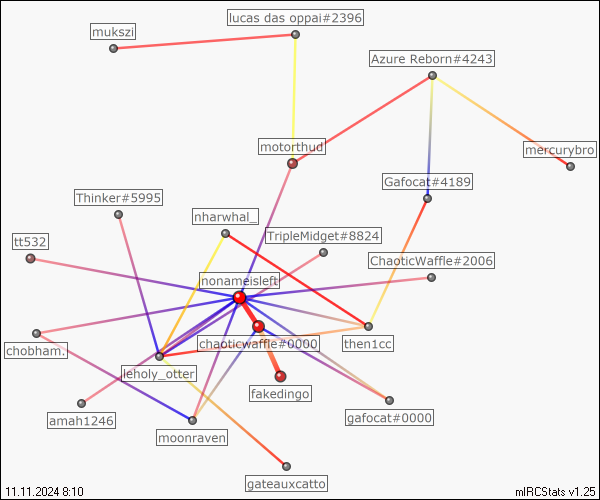 lucas das oppai#2396
mukszi
Azure Reborn#4243
motorthud
mercurybro
Gafocat#4189
Thinker#5995
nharwhal_
TripleMidget#8824
tt532
ChaoticWaffle#2006
nonameisleft
chaoticwaffle#0000
then1cc
chobham.
leholy_otter
fakedingo
amah1246
gafocat#0000
moonraven
gateauxcatto
11.11.2024 8:10
mIRCStats v1.25